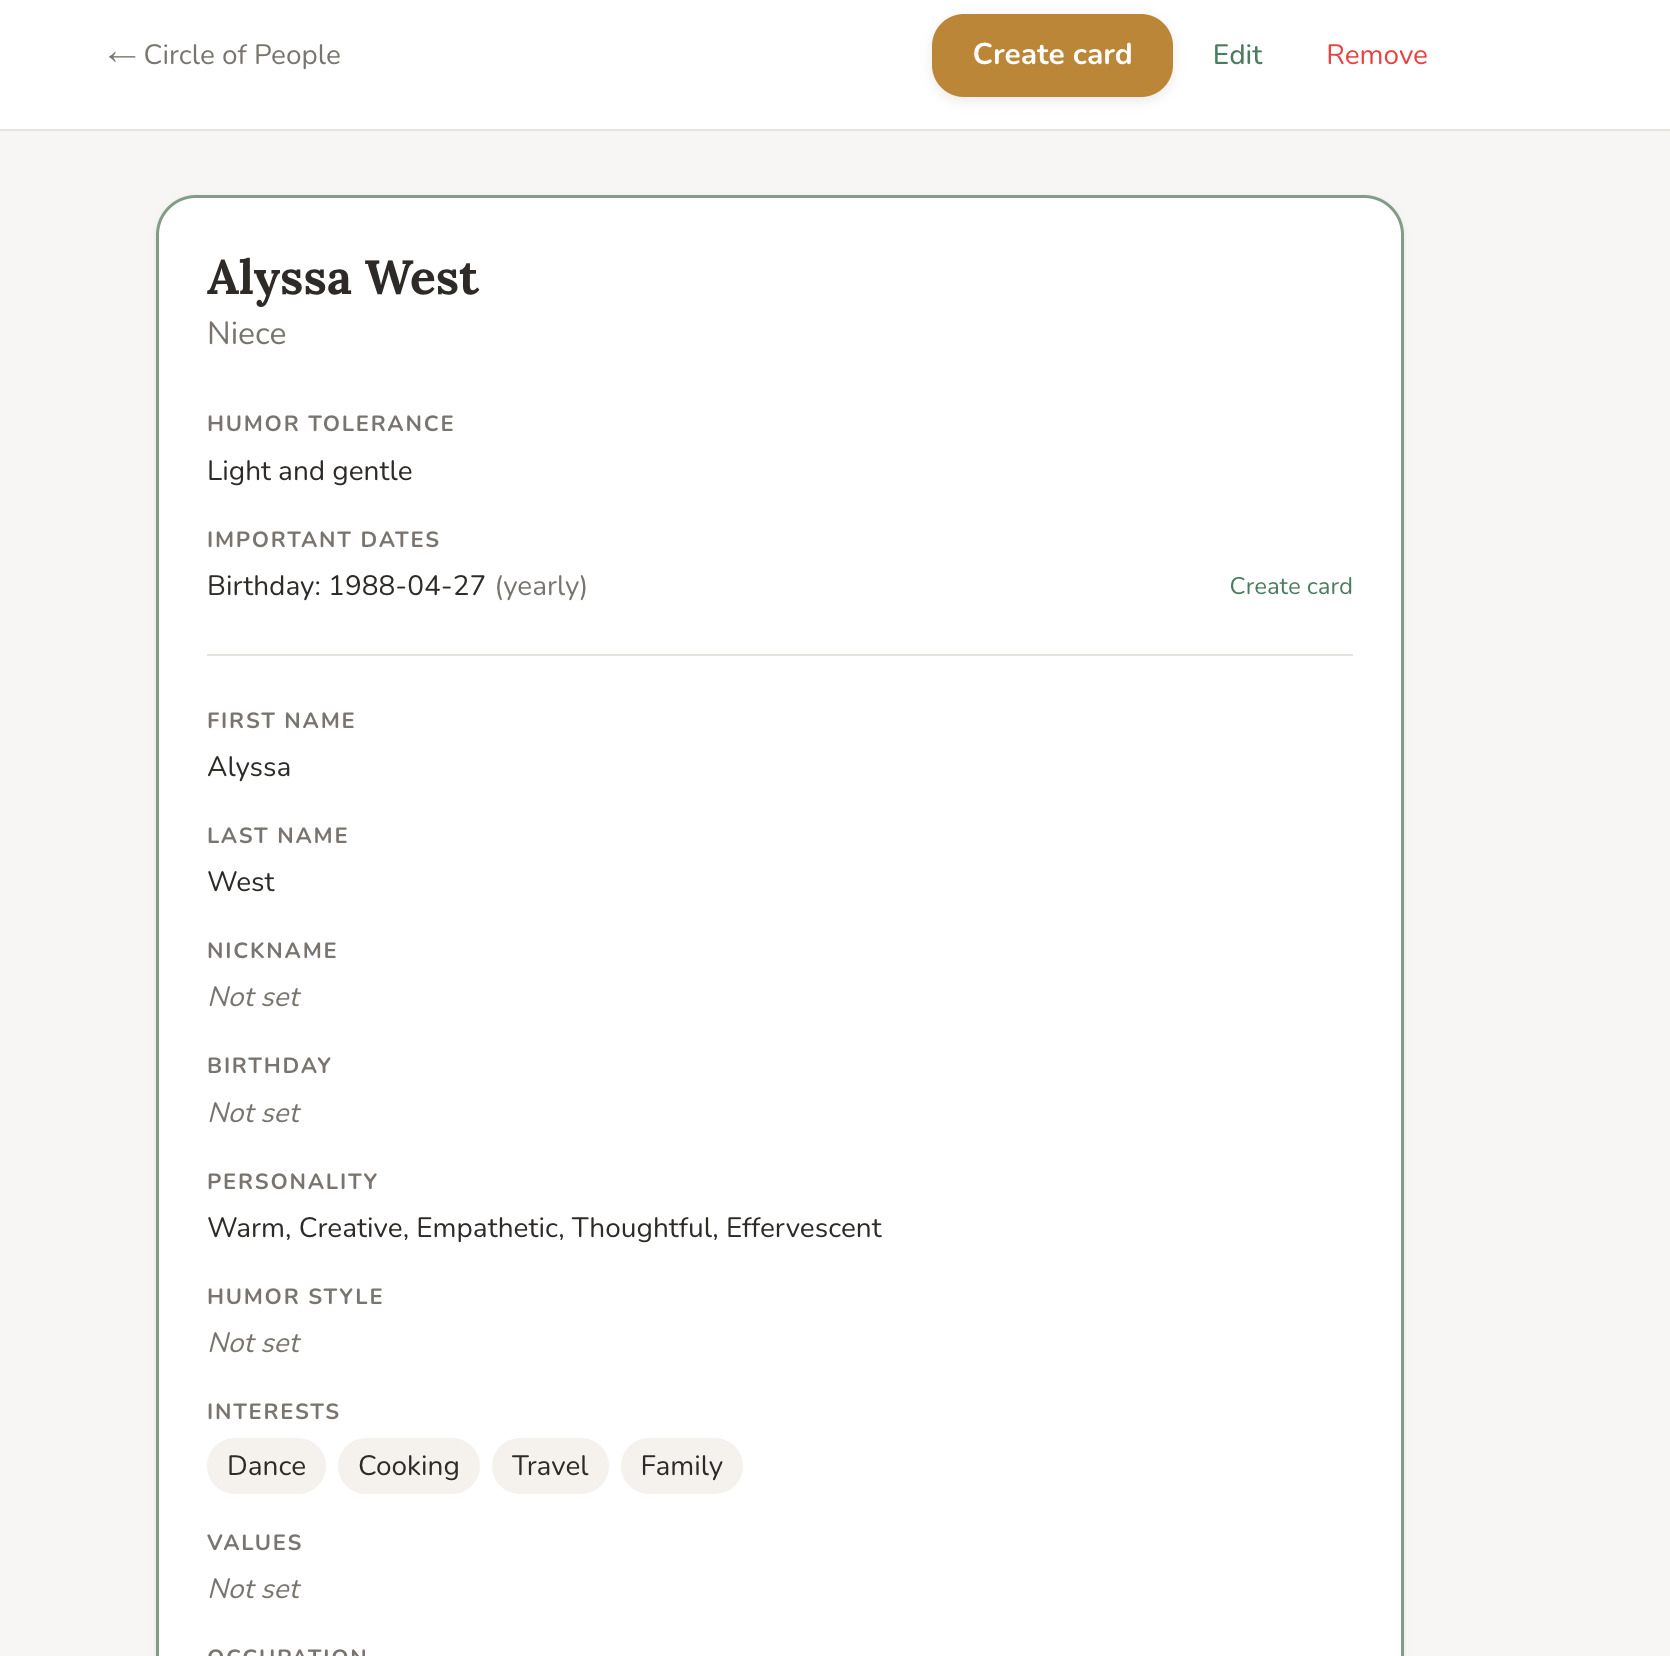 ← Circle of People
Create card
Edit
Remove
Alyssa West
Niece
HUMOR TOLERANCE
Light and gentle
IMPORTANT DATES
Birthday: 1988-04-27 (yearly)
Create card
FIRST NAME
Alyssa
LAST NAME
West
NICKNAME
Not set
BIRTHDAY
Not set
PERSONALITY
Warm, Creative, Empathetic, Thoughtful, Effervescent
HUMOR STYLE
Not set
INTERESTS
Dance Cooking Travel Family
VALUES
Not set
OCCUPATION